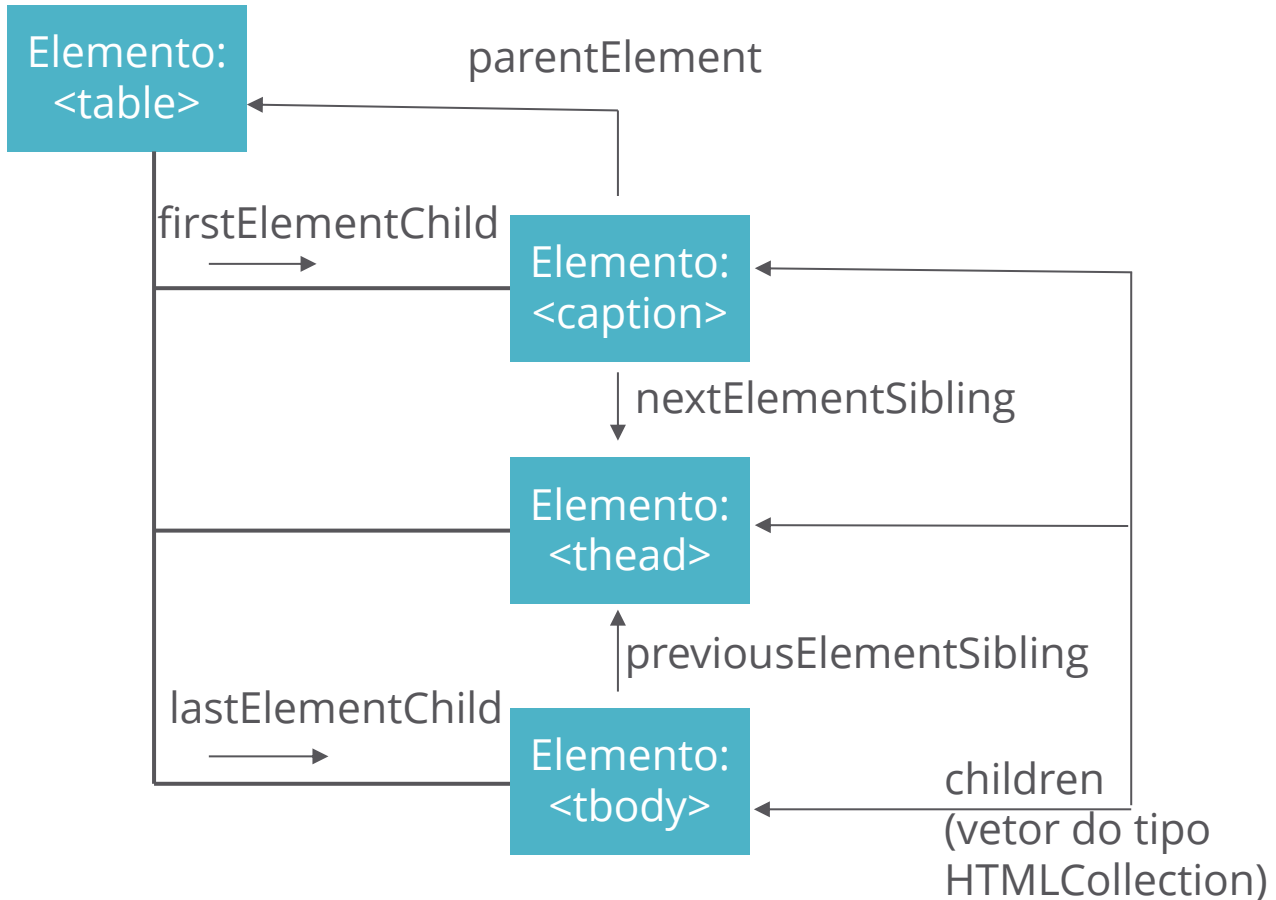 Elemento:
<table>
parentElement
firstElementChild
Elemento:
<caption>
nextElementSibling
Elemento:
<thead>
previousElementSibling
lastElementChild
Elemento:
<tbody>
children
(vetor do tipo
HTMLCollection)